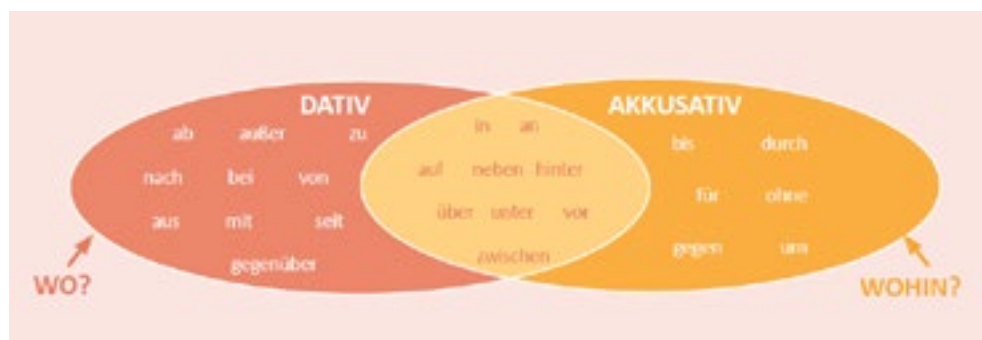 DATIV AKKUSATIV
ab außer zu in an bis durch
nach bei von auf neben hinter für ohne
aus mit seit über unter vor gegen um
gegenüber zwischen
WO? WOHIN?